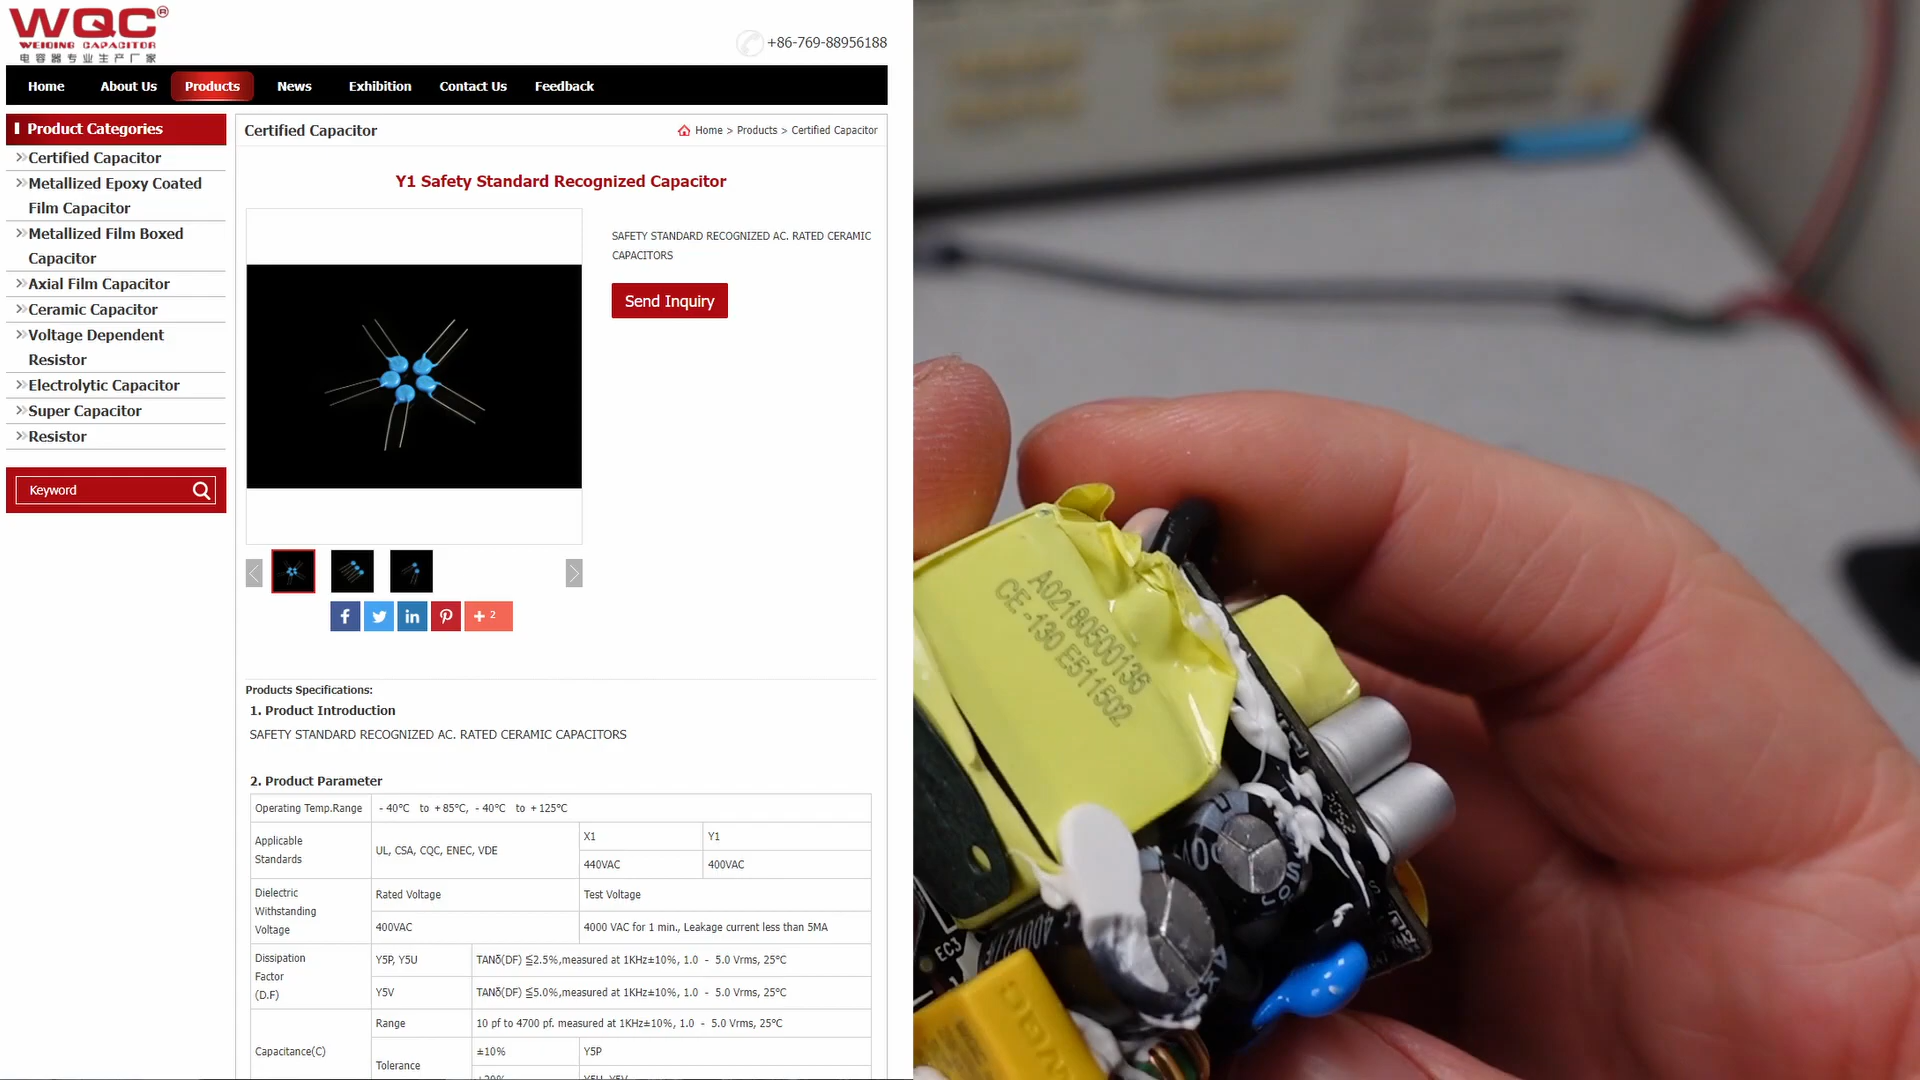 WQC®
WEIQING CAPACITOR
电容器专业生产厂家
+86-769-88956188
Home
About Us
Products
News
Exhibition
Contact Us
Feedback
Product Categories
Certified Capacitor
Metallized Epoxy Coated
Film Capacitor
Metallized Film Boxed
Capacitor
Axial Film Capacitor
Ceramic Capacitor
Voltage Dependent
Resistor
Electrolytic Capacitor
Super Capacitor
Resistor
Keyword
Certified Capacitor
Home > Products > Certified Capacitor
Y1 Safety Standard Recognized Capacitor
SAFETY STANDARD RECOGNIZED AC. RATED CERAMIC
CAPACITORS
Send Inquiry
2
Products Specifications:
1. Product Introduction
SAFETY STANDARD RECOGNIZED AC. RATED CERAMIC CAPACITORS
2. Product Parameter
Operating Temp.Range
- 40°C to +85°C, - 40°C to +125°C
Applicable
Standards
UL, CSA, CQC, ENEC, VDE
X1
Y1
440VAC
400VAC
Dielectric
Withstanding
Voltage
Rated Voltage
Test Voltage
400VAC
4000 VAC for 1 min., Leakage current less than 5MA
Dissipation
Factor
(D.F)
Y5P, Y5U
TANδ(DF) ≦2.5%,measured at 1KHz±10%, 1.0 - 5.0 Vrms, 25°C
Y5V
TANδ(DF) ≦5.0%,measured at 1KHz±10%, 1.0 - 5.0 Vrms, 25°C
Capacitance(C)
Range
10 pf to 4700 pf. measured at 1KHz±10%, 1.0 - 5.0 Vrms, 25°C
Tolerance
±10%
Y5P
A02180500136
CE-130 E511502
EC3